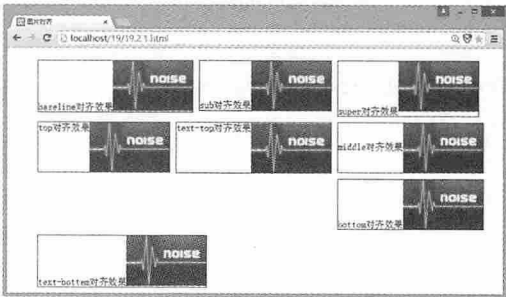 图片对齐
localhost/19/19.2.1.html
noise
noise
noise
baseline对齐效果
sub对齐效果
super对齐效果
top对齐效果
noise
text-top对齐效果
noise
noise
middle对齐效果
noise
bottom对齐效果
noise
text-bottom对齐效果